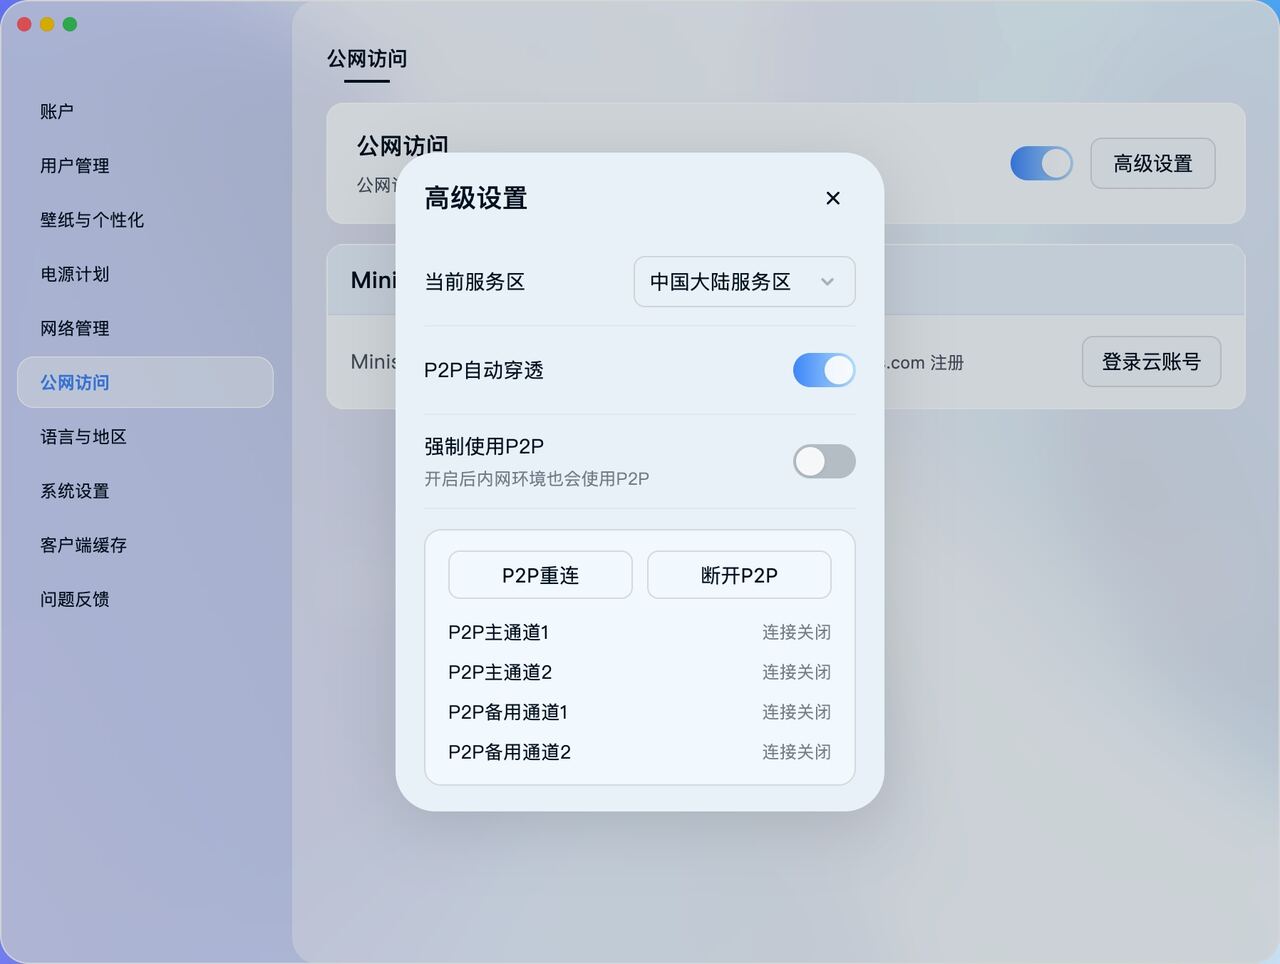 公网访问
账户
用户管理
壁纸与个性化
电源计划
网络管理
公网访问
语言与地区
系统设置
客户端缓存
问题反馈
公网访问
高级设置
高级设置
当前服务区
中国大陆服务区
.com 注册
登录云账号
P2P自动穿透
强制使用P2P
开启后内网环境也会使用P2P
P2P重连
断开P2P
P2P主通道1
连接关闭
P2P主通道2
连接关闭
P2P备用通道1
连接关闭
P2P备用通道2
连接关闭